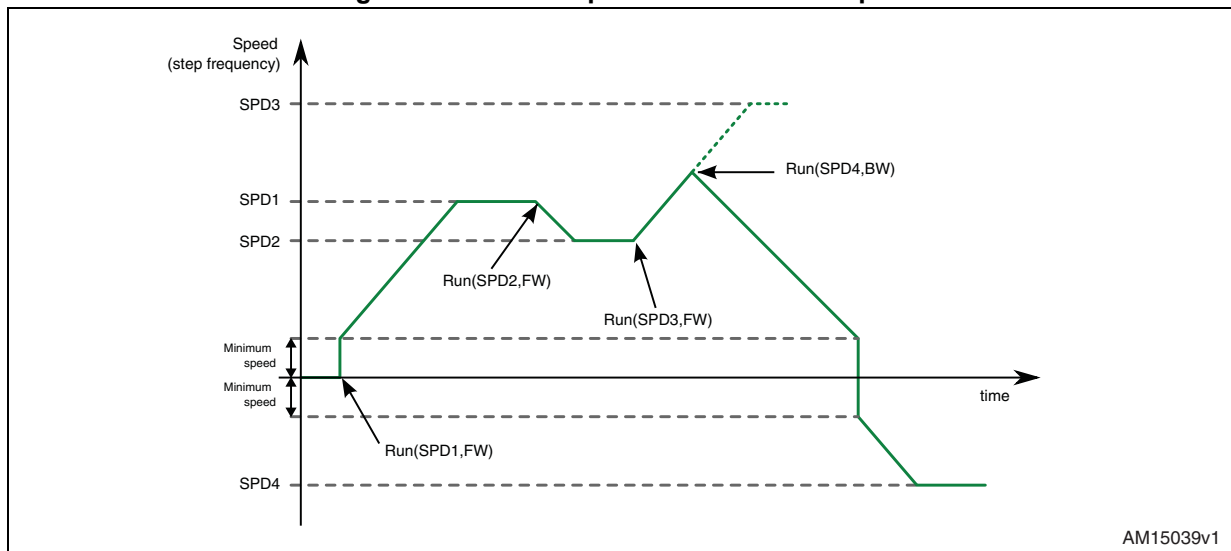 Speed
(step frequency)
SPD3
Run(SPD4,BW)
SPD1
SPD2
Run(SPD2,FW)
Run(SPD3,FW)
Minimum
speed
Minimum
speed
time
Run(SPD1,FW)
SPD4
AM15039v1